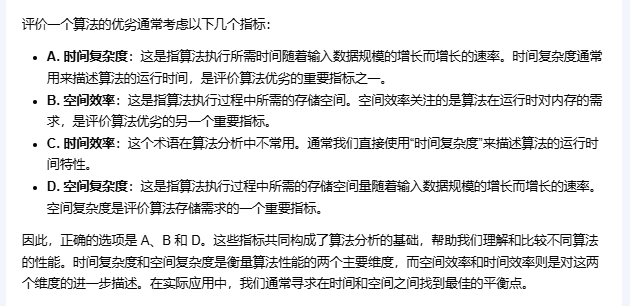 评价一个算法的优劣通常考虑以下几个指标：
• A. 时间复杂度：这是指算法执行所需时间随着输入数据规模的增长而增长的速率。时间复杂度通常
用来描述算法的运行时间，是评价算法优劣的重要指标之一。
• B. 空间效率：这是指算法执行过程中所需的存储空间。空间效率关注的是算法在运行时对内存的需
求，是评价算法优劣的另一个重要指标。
• C. 时间效率：这个术语在算法分析中不常用。通常我们直接使用“时间复杂度”来描述算法的运行时
间特性。
• D. 空间复杂度：这是指算法执行过程中所需的存储空间量随着输入数据规模的增长而增长的速率。
空间复杂度是评价算法存储需求的一个重要指标。
因此，正确的选项是 A、B 和 D。这些指标共同构成了算法分析的基础，帮助我们理解和比较不同算法
的性能。时间复杂度和空间复杂度是衡量算法性能的两个主要维度，而空间效率和时间效率则是对这两
个维度的进一步描述。在实际应用中，我们通常寻求在时间和空间之间找到最佳的平衡点。